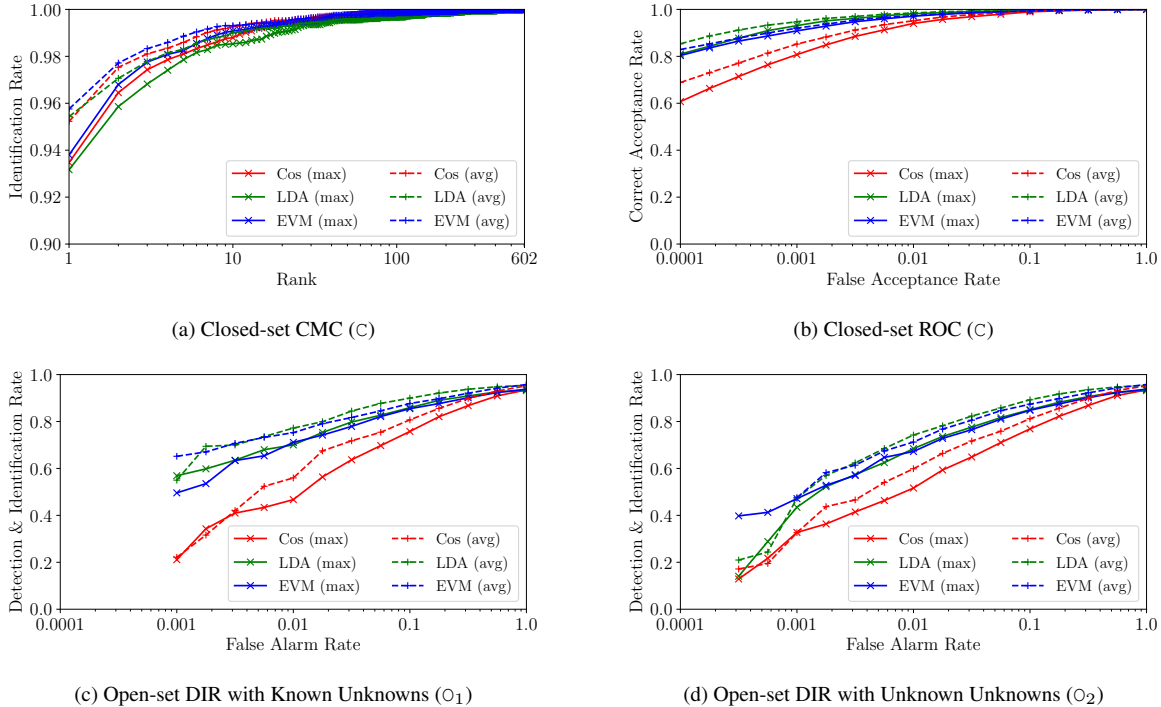 1.00
0.98
0.96
0.94
0.92
0.90
Identification Rate
Cos (max)
LDA (max)
EVM (max)
Cos (avg)
LDA (avg)
EVM (avg)
1
10
100
602
Rank
(a) Closed-set CMC (C)
1.0
0.8
0.6
0.4
0.2
0.0
Correct Acceptance Rate
Cos (max)
LDA (max)
EVM (max)
Cos (avg)
LDA (avg)
EVM (avg)
0.0001
0.001
0.01
0.1
1.0
False Acceptance Rate
(b) Closed-set ROC (C)
1.0
0.8
0.6
0.4
0.2
0.0
Detection & Identification Rate
Cos (max)
LDA (max)
EVM (max)
Cos (avg)
LDA (avg)
EVM (avg)
0.0001
0.001
0.01
0.1
1.0
False Alarm Rate
(c) Open-set DIR with Known Unknowns (O₁)
1.0
0.8
0.6
0.4
0.2
0.0
Detection & Identification Rate
Cos (max)
LDA (max)
EVM (max)
Cos (avg)
LDA (avg)
EVM (avg)
0.0001
0.001
0.01
0.1
1.0
False Alarm Rate
(d) Open-set DIR with Unknown Unknowns (O₂)